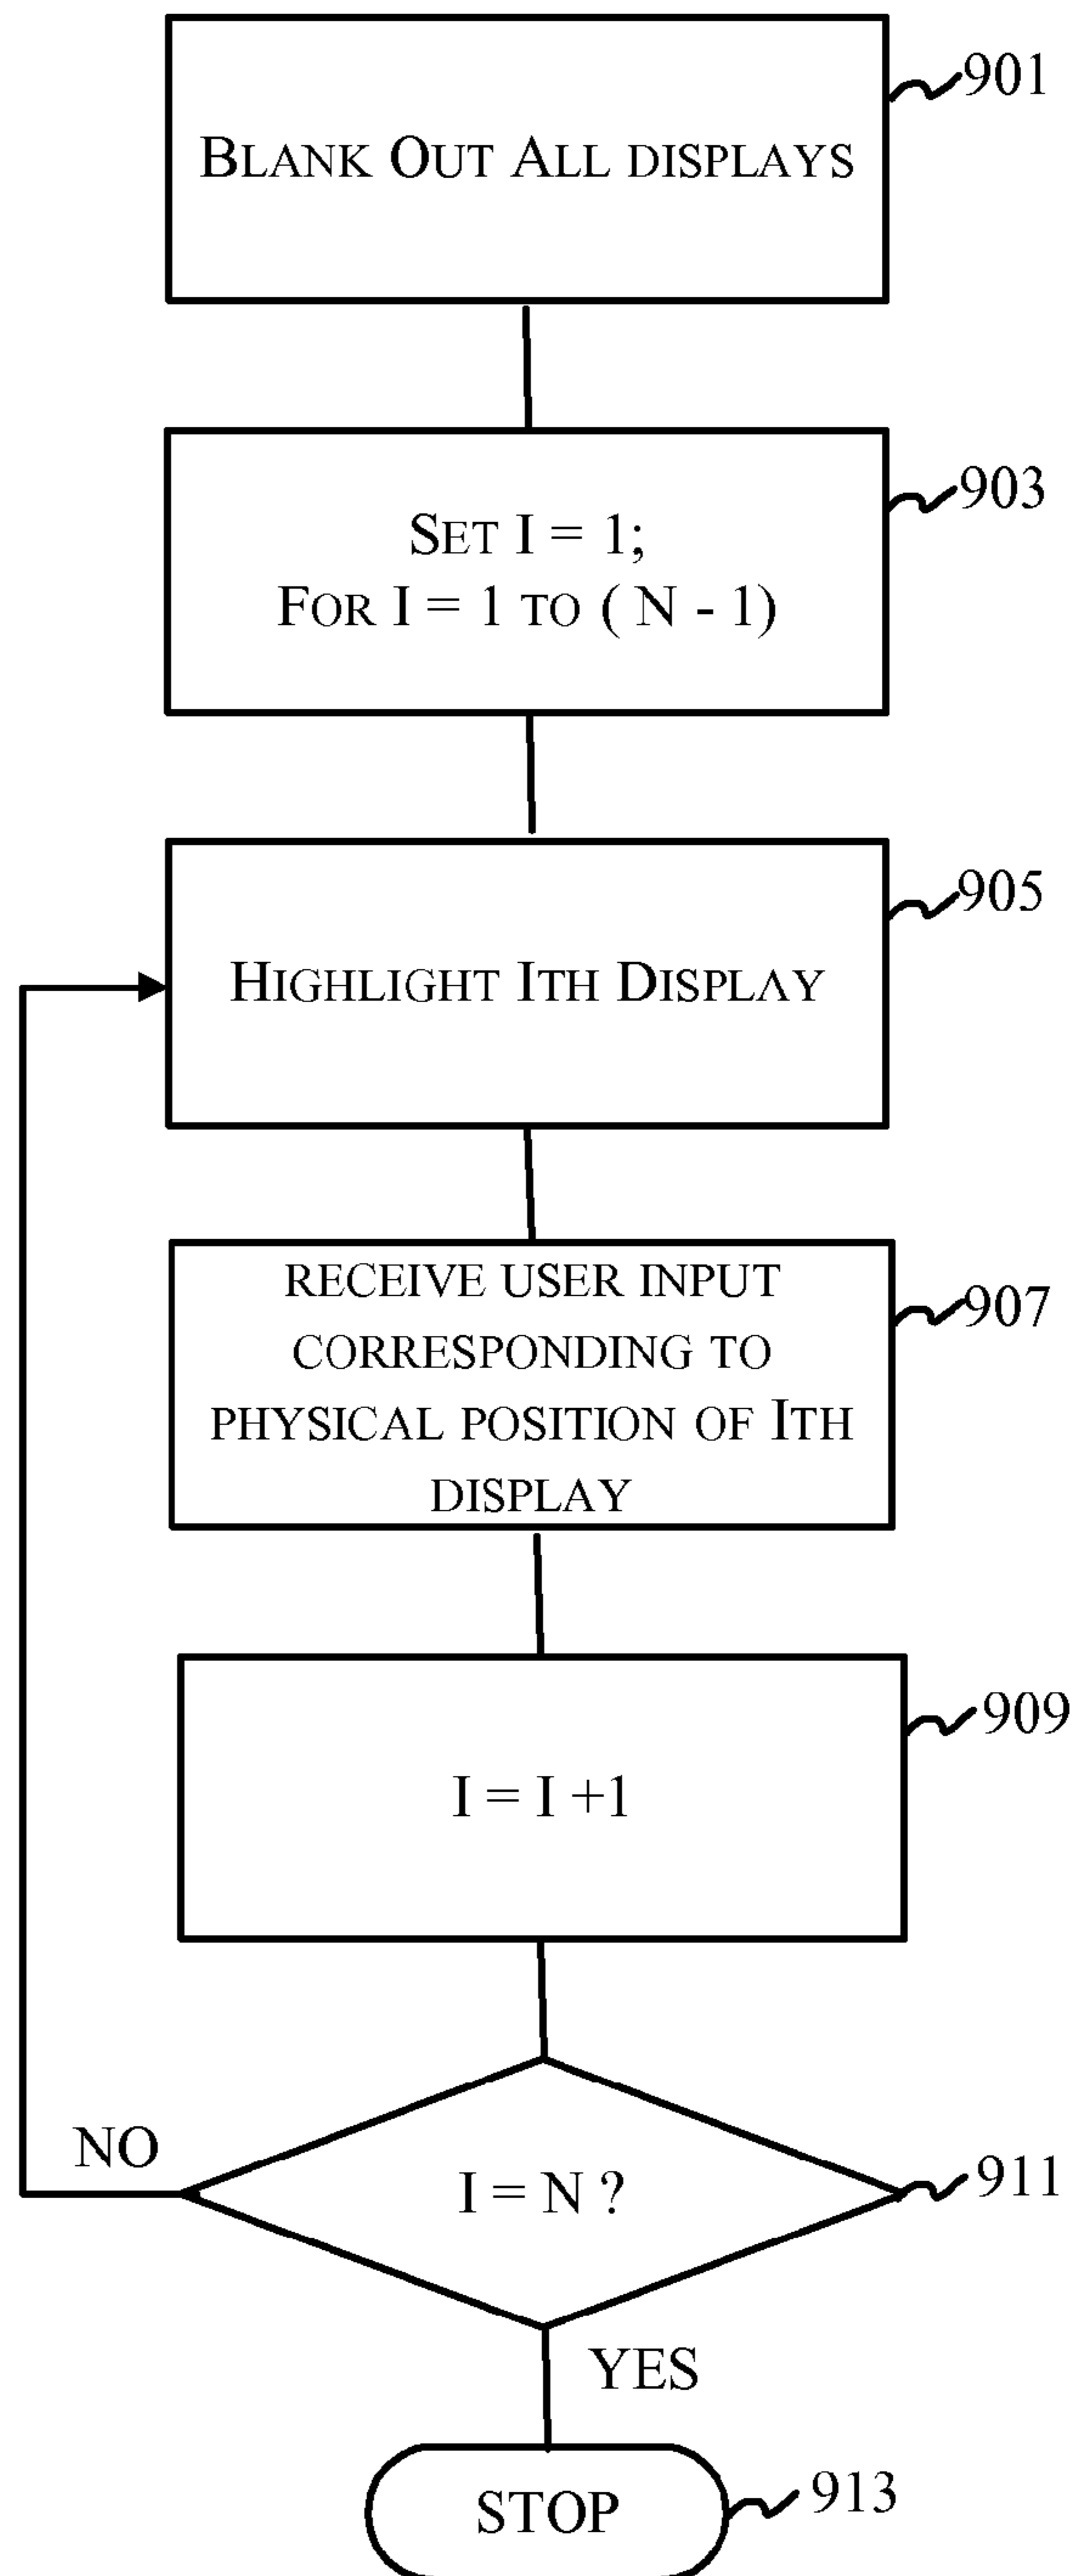 BLANK OUT ALL DISPLAYS
901
SET I = 1;
FOR I = 1 TO ( N - 1)
903
HIGHLIGHT ITH DISPLAY
905
RECEIVE USER INPUT
CORRESPONDING TO
PHYSICAL POSITION OF ITH
DISPLAY
907
I = I +1
909
I = N ?
911
NO
YES
STOP
913